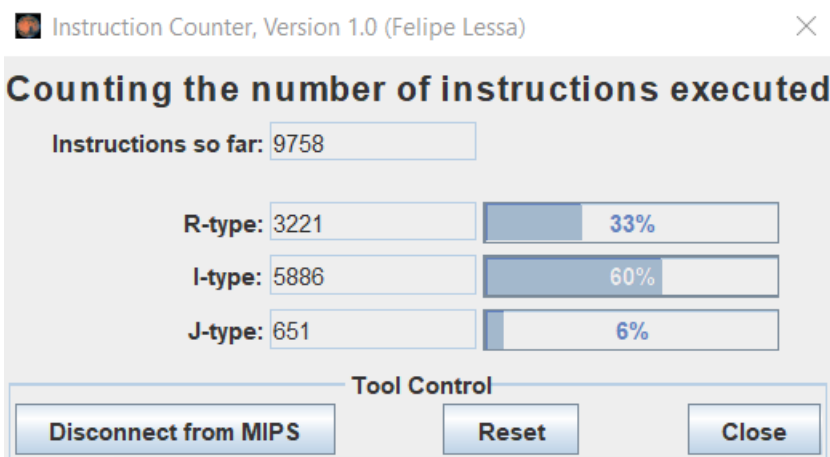 Instruction Counter, Version 1.0 (Felipe Lessa)
Counting the number of instructions executed
Instructions so far: 9758
R-type: 3221 33%
I-type: 5886 60%
J-type: 651 6%
Tool Control
Disconnect from MIPS Reset Close